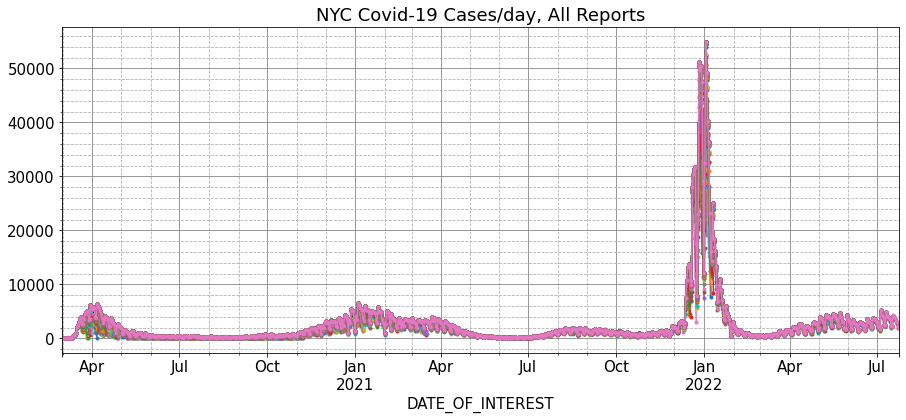 NYC Covid-19 Cases/day, All Reports
50000
40000
30000
20000
10000
0
Apr Jul Oct Jan Apr Jul Oct Jan Apr Jul
2021 2022
DATE_OF_INTEREST